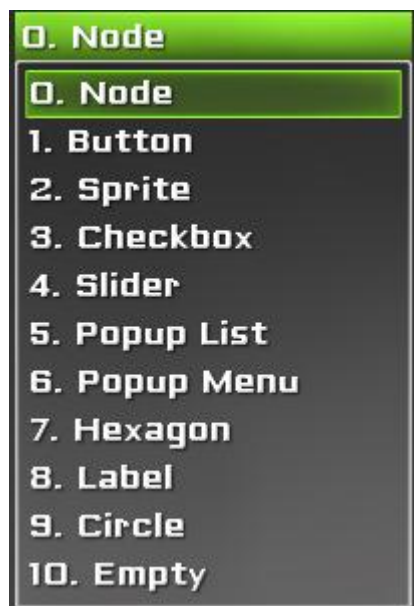 0. Node
0. Node
1. Button
2. Sprite
3. Checkbox
4. Slider
5. Popup List
6. Popup Menu
7. Hexagon
8. Label
9. Circle
10. Empty